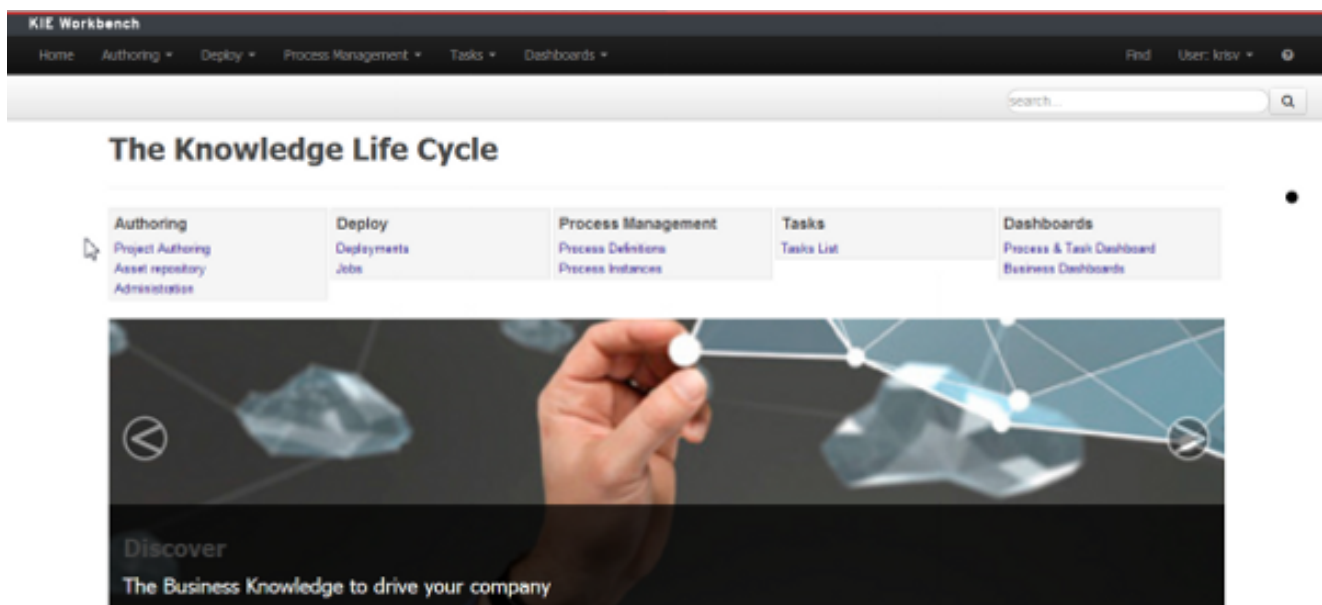 KIE Workbench
Home Authoring Deploy Process Management Tasks Dashboards Find User: krisv
search...
The Knowledge Life Cycle
Authoring Deploy Process Management Tasks Dashboards
Project Authoring Deployments Process Definitions Tasks List Process & Task Dashboard
Asset repository Jobs Process Instances Business Dashboards
Administration
Discover
The Business Knowledge to drive your company